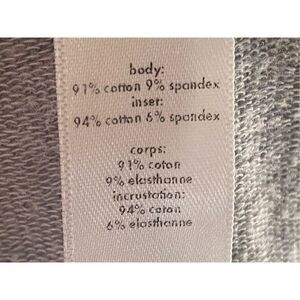 body:
91% cotton 9% spandex
inset:
94% cotton 6% spandex
corps:
91% coton
9% elasthanne
incrustation:
94% coton
6% elasthanne